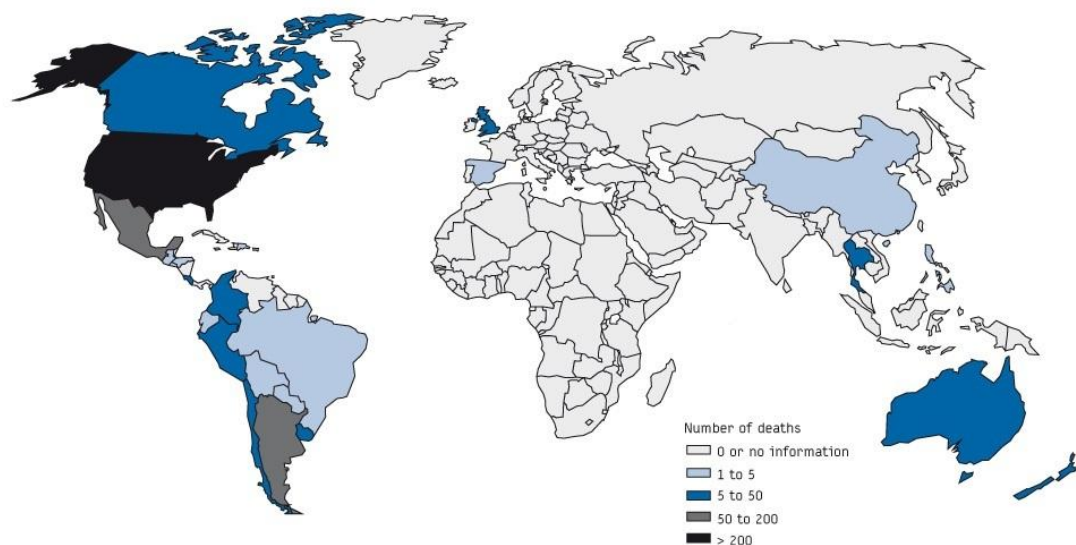 Number of deaths
0 or no information
1 to 5
5 to 50
50 to 200
> 200